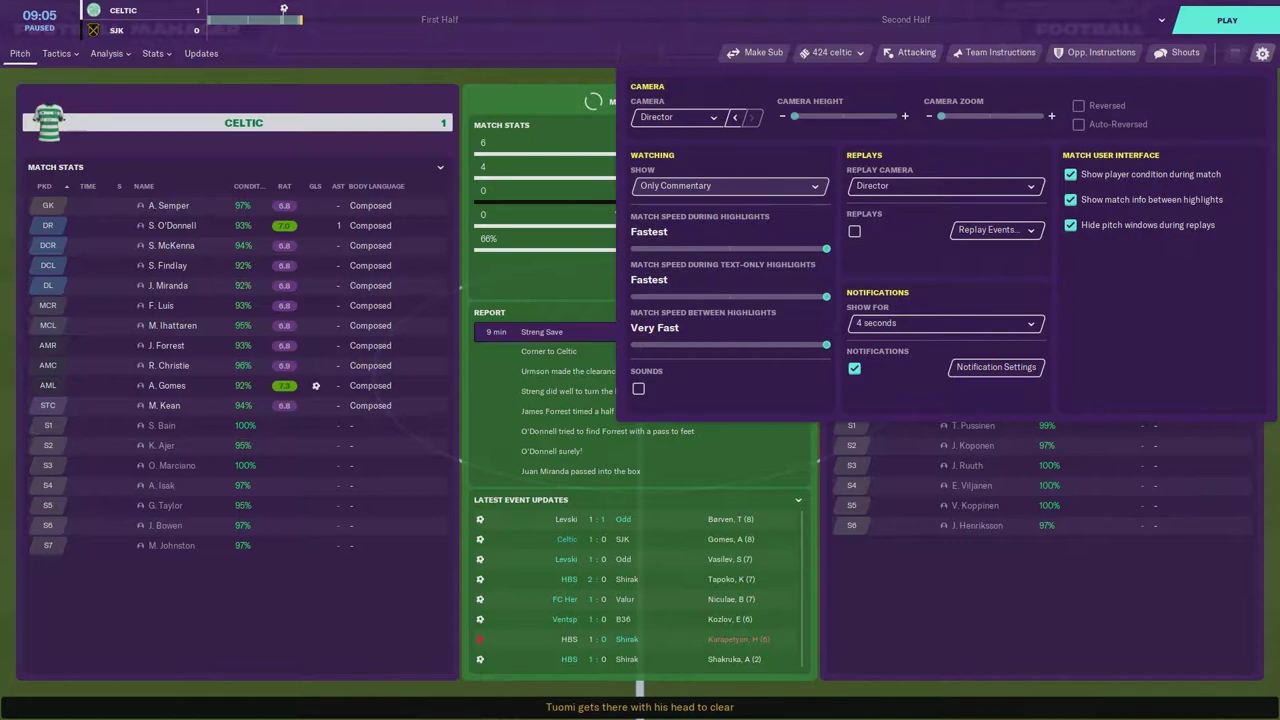 09:05
PAUSED
CELTIC 1
SJK 0
First Half
Second Half
PLAY
Pitch
Tactics
Analysis
Stats
Updates
Make Sub
424 celtic
Attacking
Team Instructions
Opp. Instructions
Shouts
CELTIC 1
MATCH STATS
PKD TIME S NAME CONDIT... RAT GLS AST BODY LANGUAGE
GK A. Semper 97% 6.8 - Composed
DR S. O'Donnell 93% 7.0 1 Composed
DCR S. McKenna 94% 6.8 - Composed
DCL S. Findlay 92% 6.8 - Composed
DL J. Miranda 92% 6.8 - Composed
MCR F. Luis 93% 6.8 - Composed
MCL M. Ihattaren 95% 6.8 - Composed
AMR J. Forrest 93% 6.8 - Composed
AMC R. Christie 96% 6.9 - Composed
AML A. Gomes 92% 7.3 - Composed
STC M. Kean 94% 6.8 - Composed
S1 S. Bain 100% - -
S2 K. Ajer 95% - -
S3 O. Marciano 100% - -
S4 A. Isak 97% - -
S5 G. Taylor 95% - -
S6 J. Bowen 97% - -
S7 M. Johnston 97% - -
M
MATCH STATS
6
4
0
0
66%
REPORT
9 min Streng Save
Corner to Celtic
Urmson made the clearanc
Streng did well to turn the
James Forrest timed a half
O'Donnell tried to find Forrest with a pass to feet
O'Donnell surely!
Juan Miranda passed into the box
LATEST EVENT UPDATES
Levski 1 : 1 Odd Børven, T (8)
Celtic 1 : 0 SJK Gomes, A (8)
Levski 1 : 0 Odd Vasilev, S (7)
HBS 2 : 0 Shirak Tapoko, K (7)
FC Her 1 : 0 Valur Niculae, B (7)
Ventsp 1 : 0 B36 Kozlov, E (6)
HBS 1 : 0 Shirak Karapetyan, H (6)
HBS 1 : 0 Shirak Shakruka, A (2)
CAMERA
CAMERA
Director
CAMERA HEIGHT
- +
CAMERA ZOOM
- +
Reversed
Auto-Reversed
WATCHING
SHOW
Only Commentary
MATCH SPEED DURING HIGHLIGHTS
Fastest
MATCH SPEED DURING TEXT-ONLY HIGHLIGHTS
Fastest
MATCH SPEED BETWEEN HIGHLIGHTS
Very Fast
SOUNDS
REPLAYS
REPLAY CAMERA
Director
REPLAYS
Replay Events...
NOTIFICATIONS
SHOW FOR
4 seconds
NOTIFICATIONS
Notification Settings
MATCH USER INTERFACE
Show player condition during match
Show match info between highlights
Hide pitch windows during replays
S1 T. Pussinen 99% - -
S2 J. Koponen 97% - -
S3 J. Ruuth 100% - -
S4 E. Viljanen 100% - -
S5 V. Koppinen 100% - -
S6 J. Henriksson 97% - -
Tuomi gets there with his head to clear